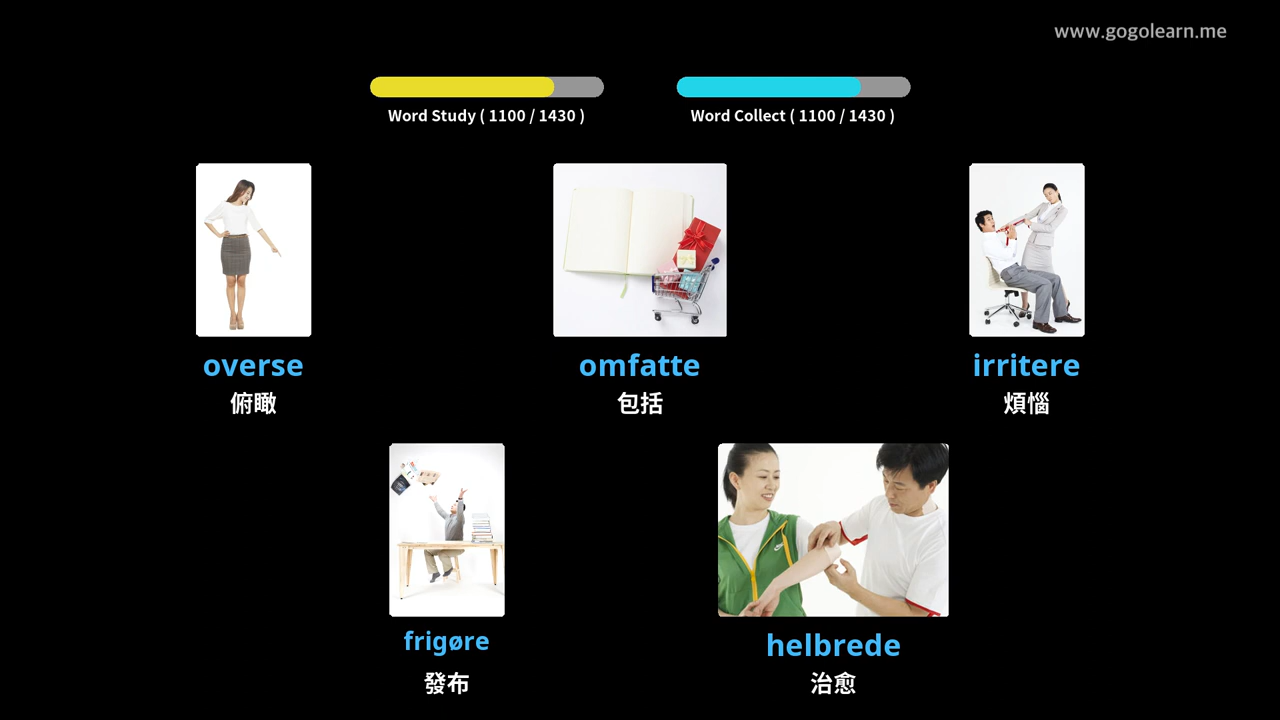 www.gogolearn.me
Word Study ( 1100 / 1430 )
Word Collect ( 1100 / 1430 )
overse
俯瞰
omfatte
包括
irritere
煩惱
frigøre
發布
helbrede
治愈